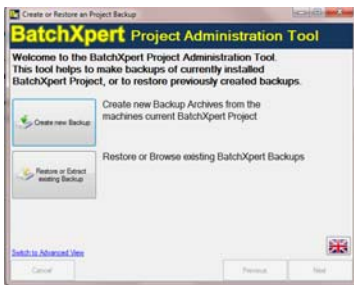 Create or Restore an Project Backup
BatchXpert Project Administration Tool
Welcome to the BatchXpert Project Administration Tool.
This tool helps to make backups of currently installed
BatchXpert Project, or to restore previously created backups.
Create new Backup
Create new Backup Archives from the
machines current BatchXpert Project
Restore or Extract
existing Backup
Restore or Browse existing BatchXpert Backups
Switch to Advanced View
Cancel
Previous
Next